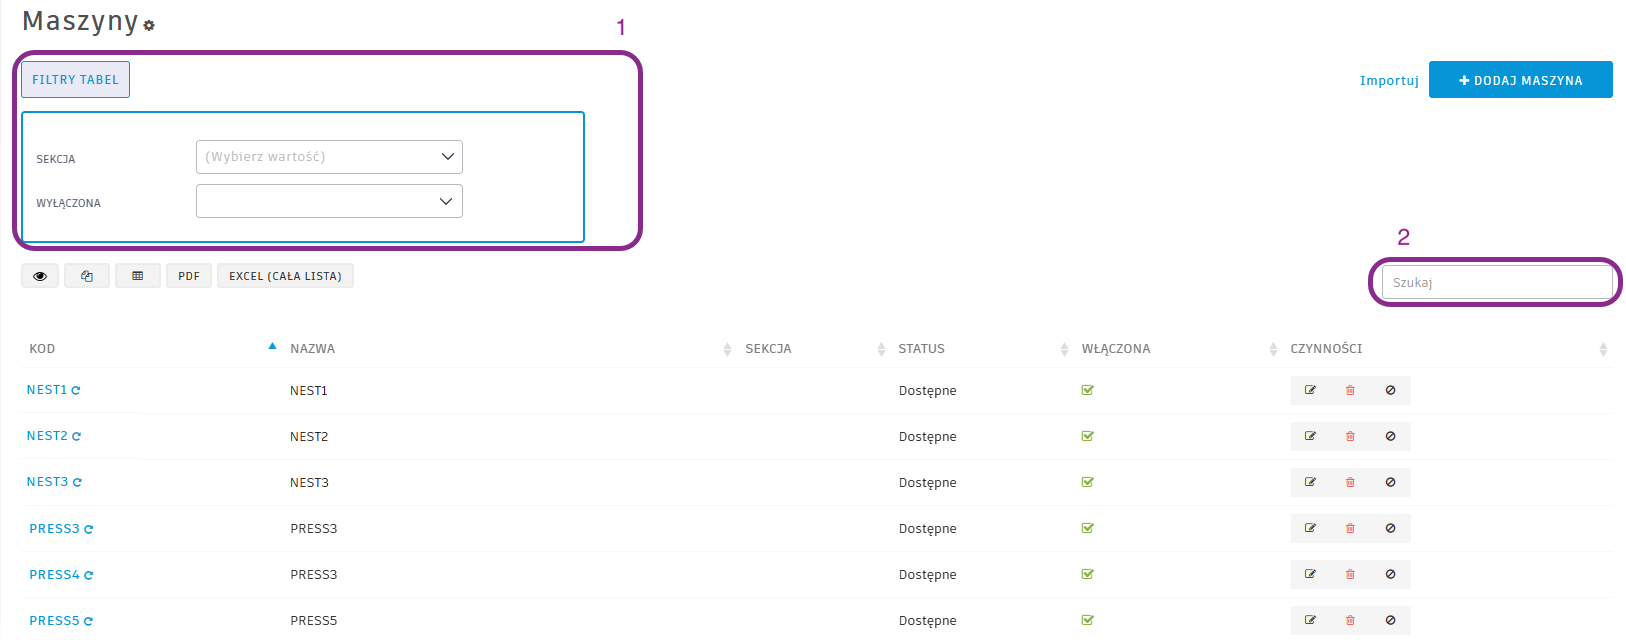 Maszyny
1
FILTRY TABEL
Importuj
DODAJ MASZYNA
SEKCJA (Wybierz wartość)
WYŁĄCZONA
2
PDF EXCEL (CAŁA LISTA)
Szukaj
KOD NAZWA SEKCJA STATUS WŁĄCZONA CZYNNOŚCI
NEST1 NEST1 Dostępne
NEST2 NEST2 Dostępne
NEST3 NEST3 Dostępne
PRESS3 PRESS3 Dostępne
PRESS4 PRESS3 Dostępne
PRESS5 PRESS5 Dostępne